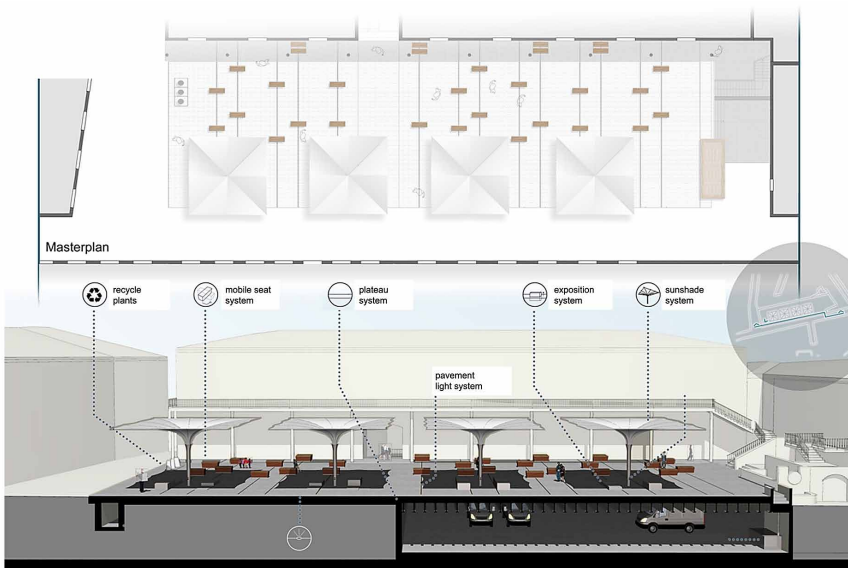 Masterplan
recycle
plants
mobile seat
system
plateau
system
exposition
system
sunshade
system
pavement
light system